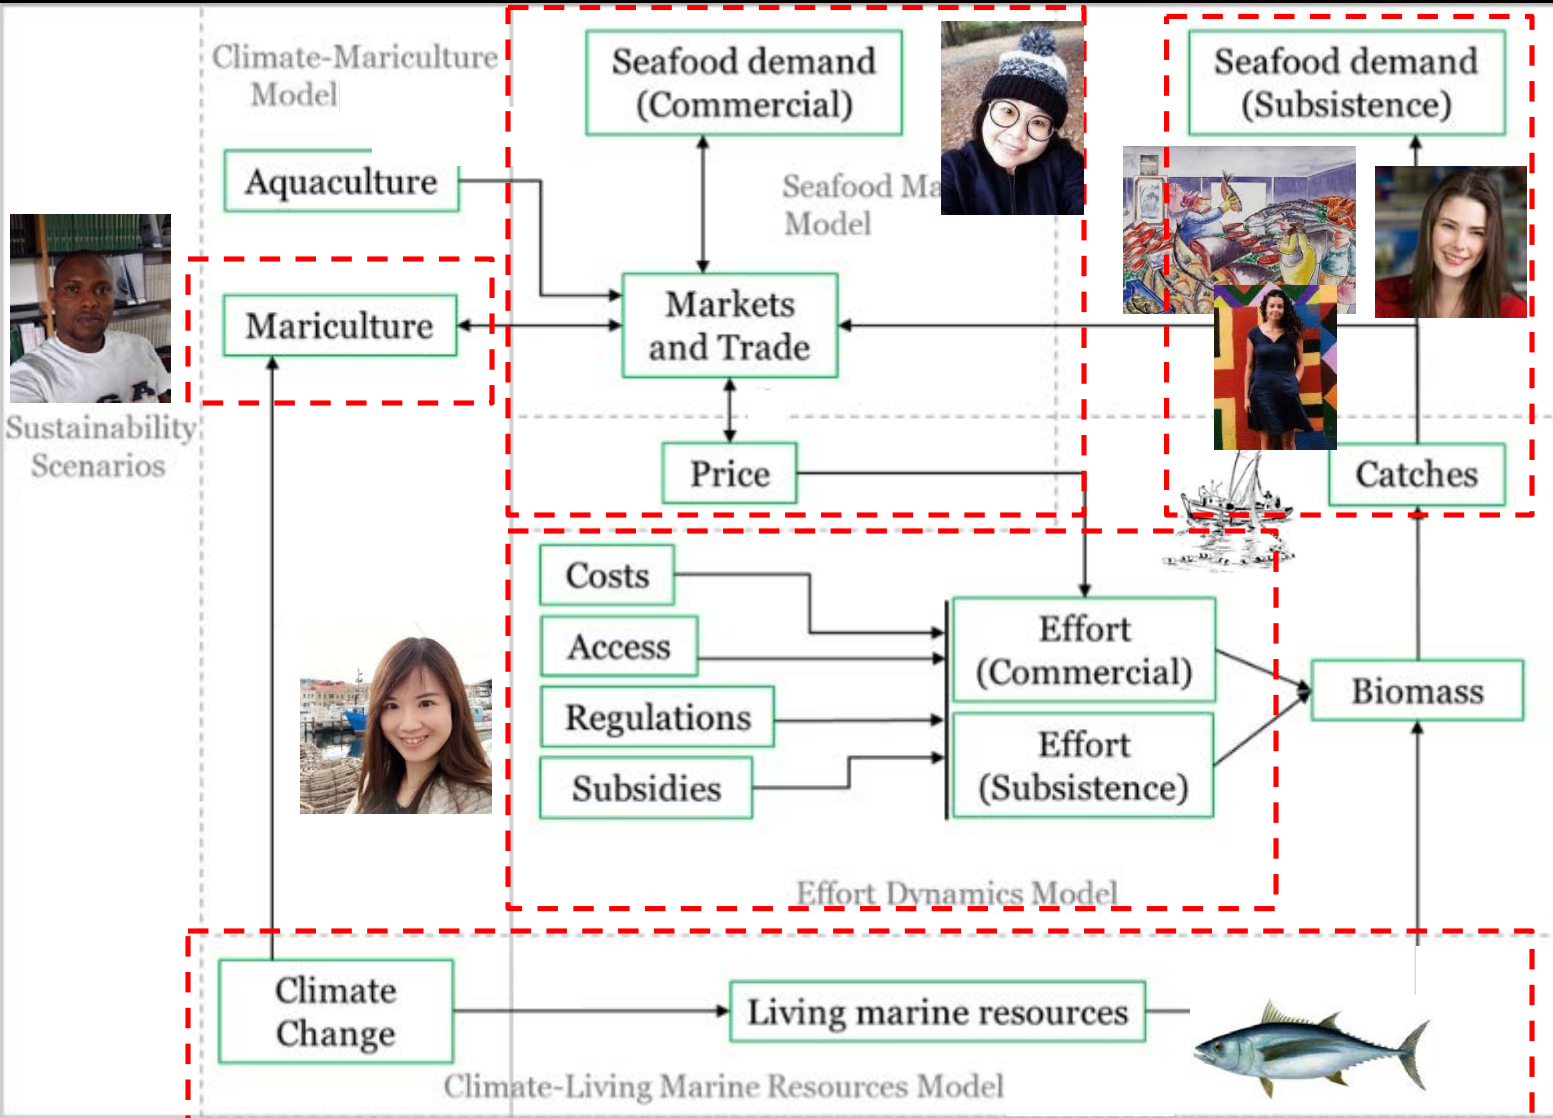 Climate-Mariculture
Model
Seafood demand
(Commercial)
Seafood demand
(Subsistence)
Aquaculture
Seafood Ma
Model
Mariculture
Markets
and Trade
Sustainability
Scenarios
Price
Catches
Costs
Access
Regulations
Subsidies
Effort
(Commercial)
Effort
(Subsistence)
Biomass
Effort Dynamics Model
Climate
Change
Living marine resources
Climate-Living Marine Resources Model